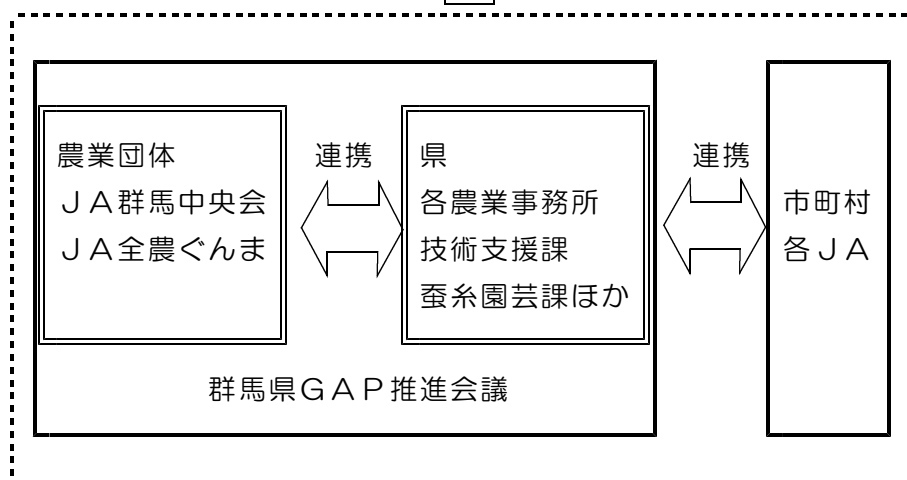 農業団体
ＪＡ群馬中央会
ＪＡ全農ぐんま
連携
県
各農業事務所
技術支援課
蚕糸園芸課ほか
連携
市町村
各ＪＡ
群馬県ＧＡＰ推進会議